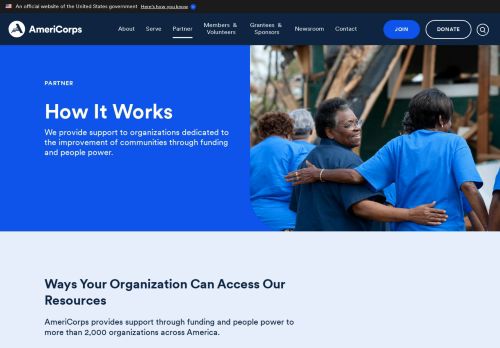 An official website of the United States government Here's how you know
AmeriCorps
About Serve Partner Members & Volunteers Grantees & Sponsors Newsroom Contact JOIN DONATE
PARTNER
How It Works
We provide support to organizations dedicated to
the improvement of communities through funding
and people power.
Ways Your Organization Can Access Our
Resources
AmeriCorps provides support through funding and people power to
more than 2,000 organizations across America.